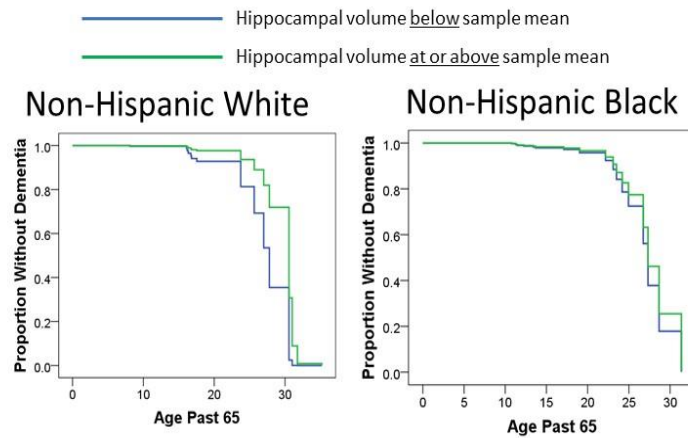 Hippocampal volume below sample mean
Hippocampal volume at or above sample mean
Non-Hispanic White
Non-Hispanic Black
Proportion Without Dementia
1.0
0.8
0.6
0.4
0.2
0.0
0 10 20 30
Age Past 65
Proportion Without Dementia
1.0
0.8
0.6
0.4
0.2
0.0
0 5 10 15 20 25 30
Age Past 65